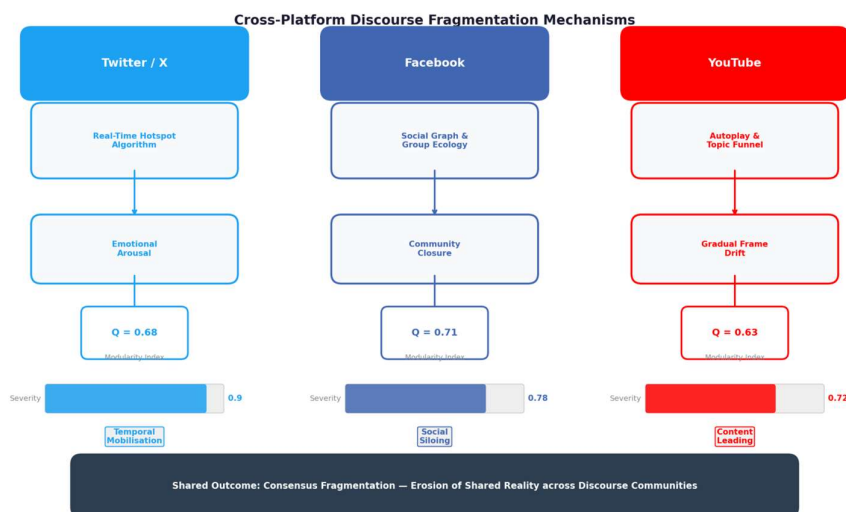 Cross-Platform Discourse Fragmentation Mechanisms
Twitter / X
Facebook
YouTube
Real-Time Hotspot
Algorithm
Social Graph &
Group Ecology
Autoplay &
Topic Funnel
Emotional
Arousal
Community
Closure
Gradual Frame
Drift
Q = 0.68
Modularity Index
Q = 0.71
Modularity Index
Q = 0.63
Modularity Index
Severity 0.9
Severity 0.78
Severity 0.72
Temporal
Mobilisation
Social
Siloing
Content
Leading
Shared Outcome: Consensus Fragmentation — Erosion of Shared Reality across Discourse Communities